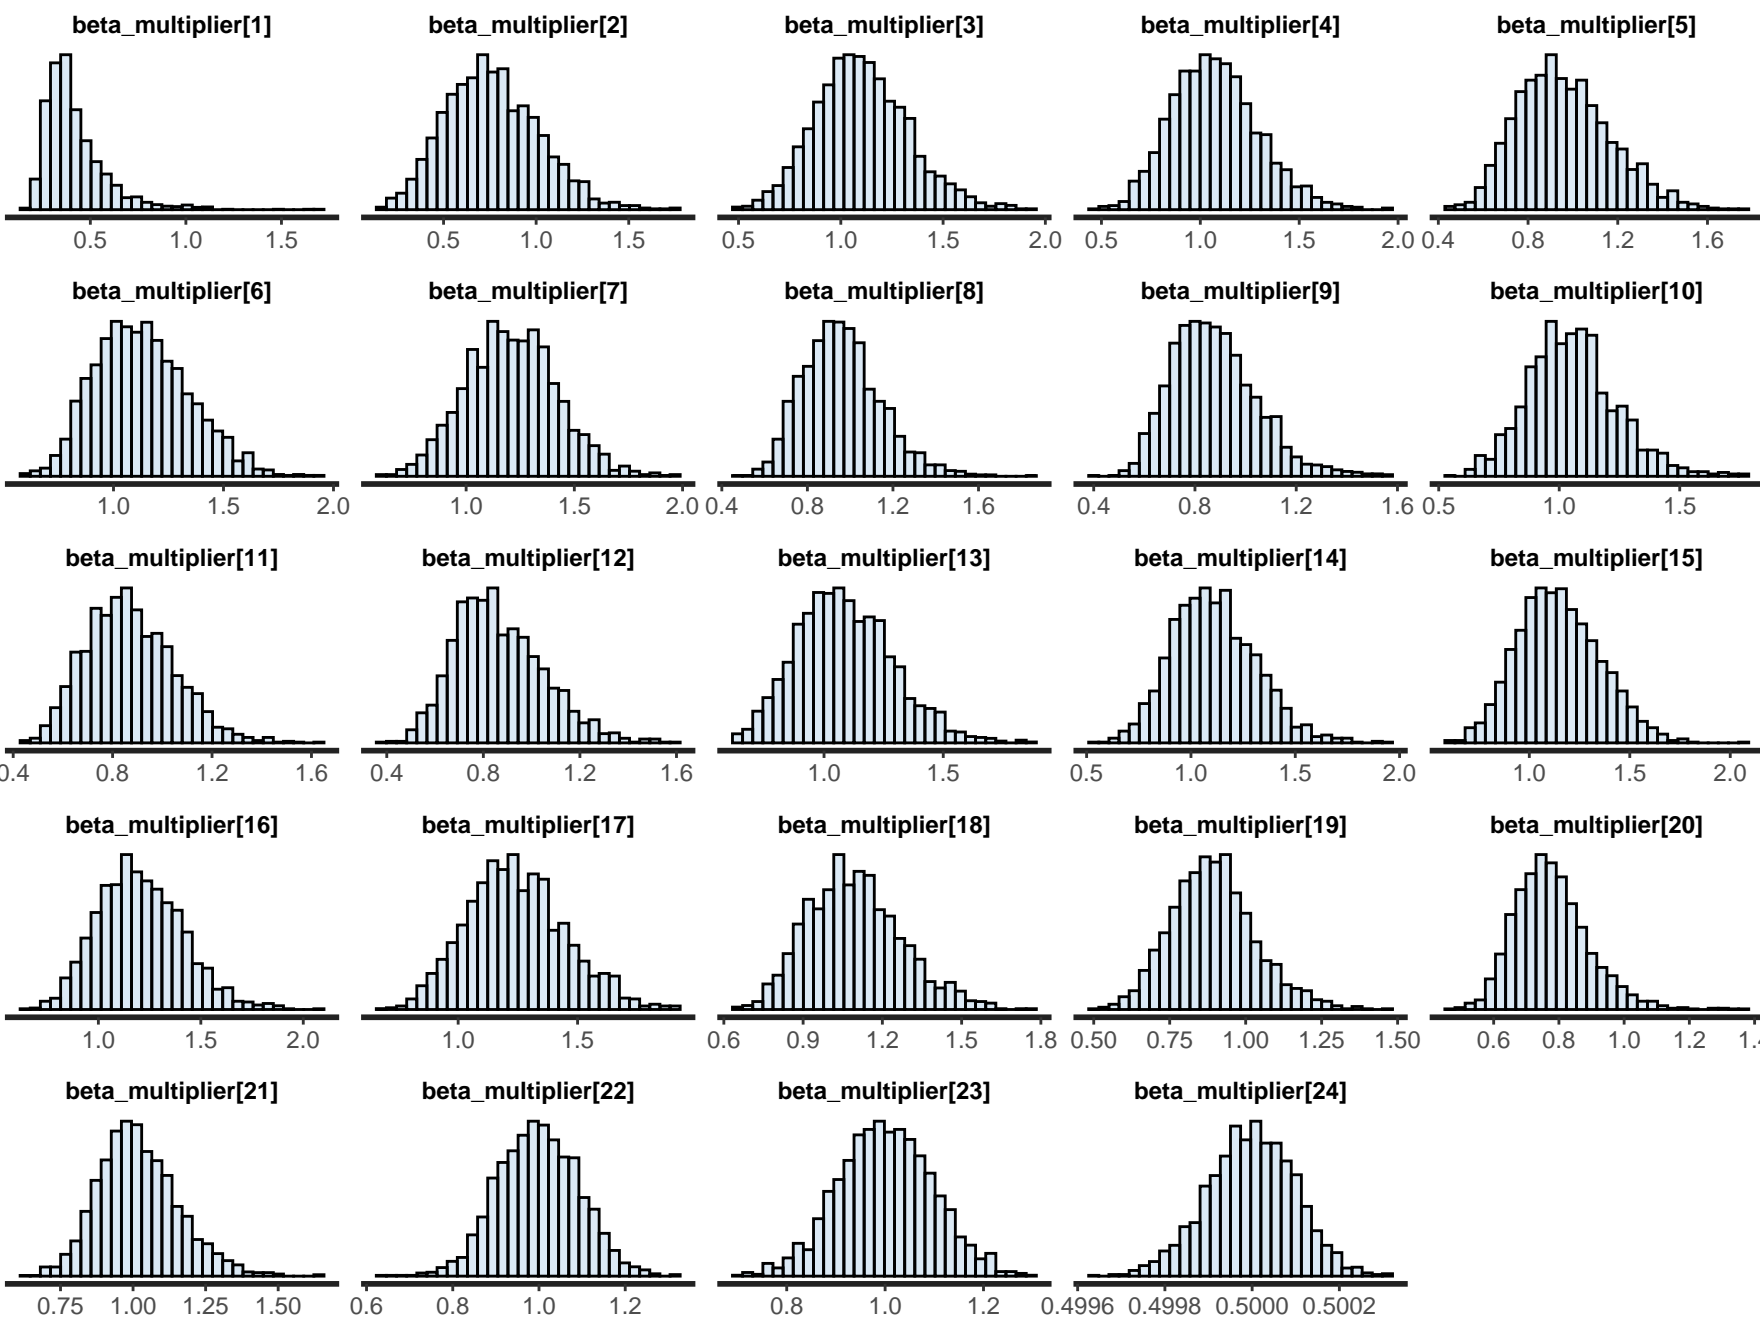 beta_multiplier[1] beta_multiplier[2] beta_multiplier[3] beta_multiplier[4] beta_multiplier[5]
0.5 1.0 1.5 0.5 1.0 1.5 0.5 1.0 1.5 2.0 0.5 1.0 1.5 2.0 0.4 0.8 1.2 1.6
beta_multiplier[6] beta_multiplier[7] beta_multiplier[8] beta_multiplier[9] beta_multiplier[10]
1.0 1.5 2.0 1.0 1.5 2.0 0.4 0.8 1.2 1.6 0.4 0.8 1.2 1.6 0.5 1.0 1.5
beta_multiplier[11] beta_multiplier[12] beta_multiplier[13] beta_multiplier[14] beta_multiplier[15]
0.4 0.8 1.2 1.6 0.4 0.8 1.2 1.6 1.0 1.5 0.5 1.0 1.5 2.0 1.0 1.5 2.0
beta_multiplier[16] beta_multiplier[17] beta_multiplier[18] beta_multiplier[19] beta_multiplier[20]
1.0 1.5 2.0 1.0 1.5 0.6 0.9 1.2 1.5 1.8 0.50 0.75 1.00 1.25 1.50 0.6 0.8 1.0 1.2
beta_multiplier[21] beta_multiplier[22] beta_multiplier[23] beta_multiplier[24]
0.75 1.00 1.25 1.50 0.6 0.8 1.0 1.2 0.8 1.0 1.2 0.4996 0.4998 0.5000 0.5002